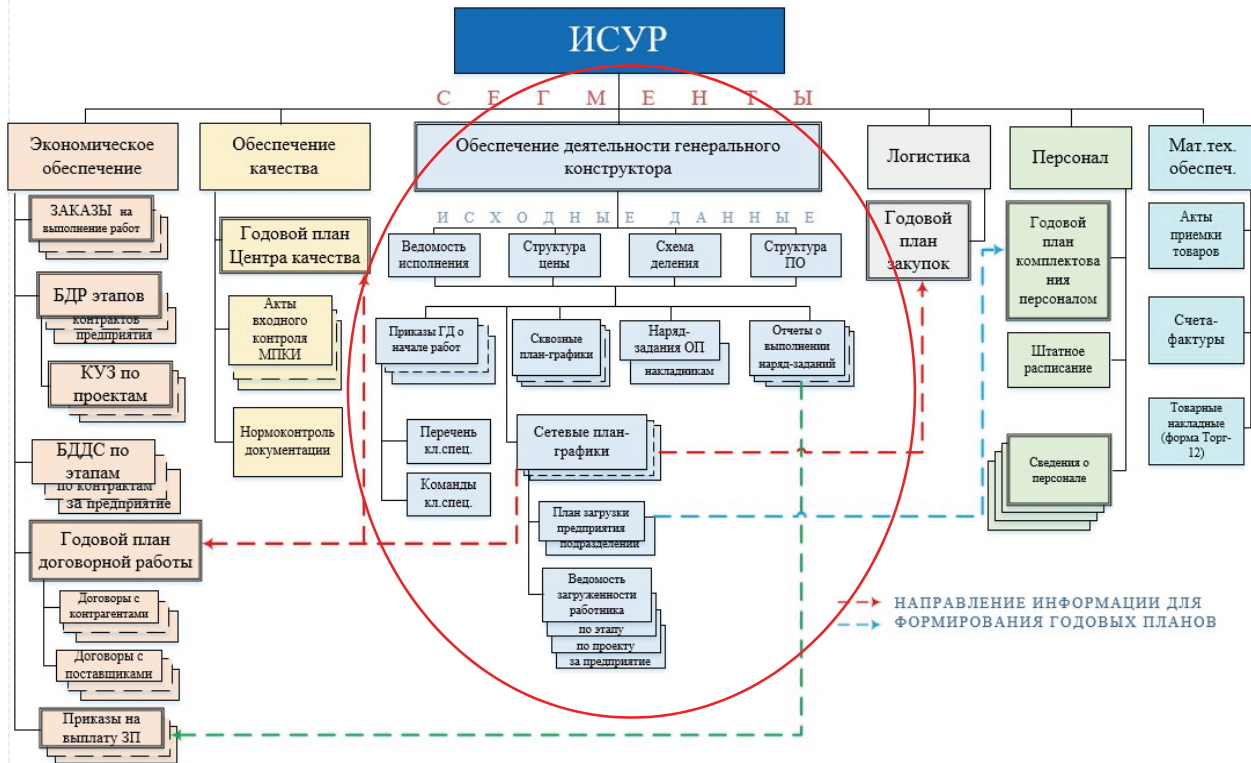 ИСУР
СЕГМЕНТЫ
Экономическое
обеспечение
ЗАКАЗЫ на
выполнение работ
БДР этапов
контрактов
предприятия
КУЗ по
проектам
БДДС по
этапам
по контрактам
за предприятие
Годовой план
договорной работы
Договоры с
контрагентами
Договоры с
поставщиками
Приказы на
выплату ЗП
Обеспечение
качества
Годовой план
Центра качества
Акты
входного
контроля
МПКИ
Нормоконтроль
документации
Обеспечение деятельности генерального
конструктора
ИСХОДНЫЕ ДАННЫЕ
Ведомость
исполнения
Структура
цены
Схема
деления
Структура
ПО
Приказы ГД о
начале работ
Сквозные
план-графики
Наряд-
задания ОП
накладникам
Отчеты о
выполнении
наряд-заданий
Перечень
кл.спец.
Команды
кл.спец.
Сетевые план-
графики
План загрузки
предприятия
подразделений
Ведомость
загруженности
работника
по этапу
по проекту
за предприятие
Логистика
Годовой
план
закупок
Персонал
Годовой
план
комплектова
ния
персоналом
Штатное
расписание
Сведения о
персонале
Мат.тех.
обеспеч.
Акты
приемки
товаров
Счета-
фактуры
Товарные
накладные
(форма Торг-
12)
НАПРАВЛЕНИЕ ИНФОРМАЦИИ ДЛЯ
ФОРМИРОВАНИЯ ГОДОВЫХ ПЛАНОВ